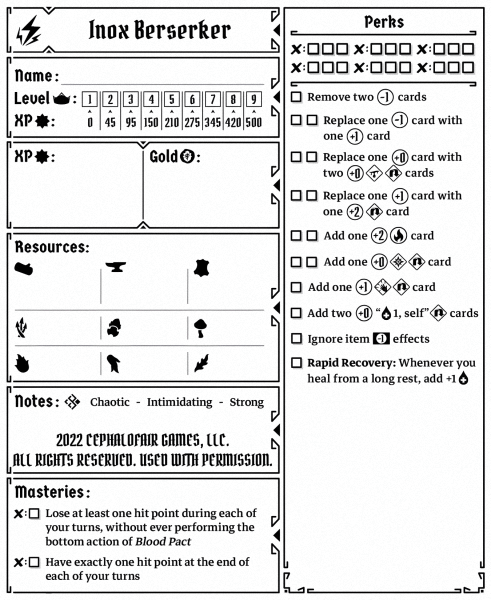 Inox Berserker
Name:
Level : 1 2 3 4 5 6 7 8 9
XP : 0 45 95 150 210 275 345 420 500
XP : Gold :
Resources:
Notes: Chaotic - Intimidating - Strong
2022 CEPHALOFAIR GAMES, LLC.
ALL RIGHTS RESERVED. USED WITH PERMISSION.
Masteries:
Lose at least one hit point during each of
your turns, without ever performing the
bottom action of Blood Pact
Have exactly one hit point at the end of
each of your turns
Perks
Remove two -1 cards
Replace one -1 card with
one +1 card
Replace one +0 card with
two +0 cards
Replace one +1 card with
one +2 card
Add one +2 card
Add one +0 card
Add one +1 card
Add two +0 “ 1, self” cards
Ignore item -1 effects
Rapid Recovery: Whenever you
heal from a long rest, add +1